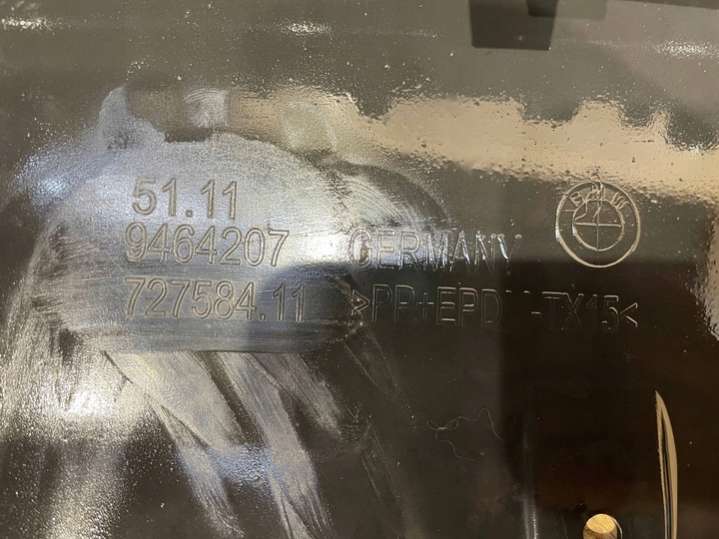 51.11
9464207 GERMANY
727584.11 >PP+EPDM-TX15<
BMW